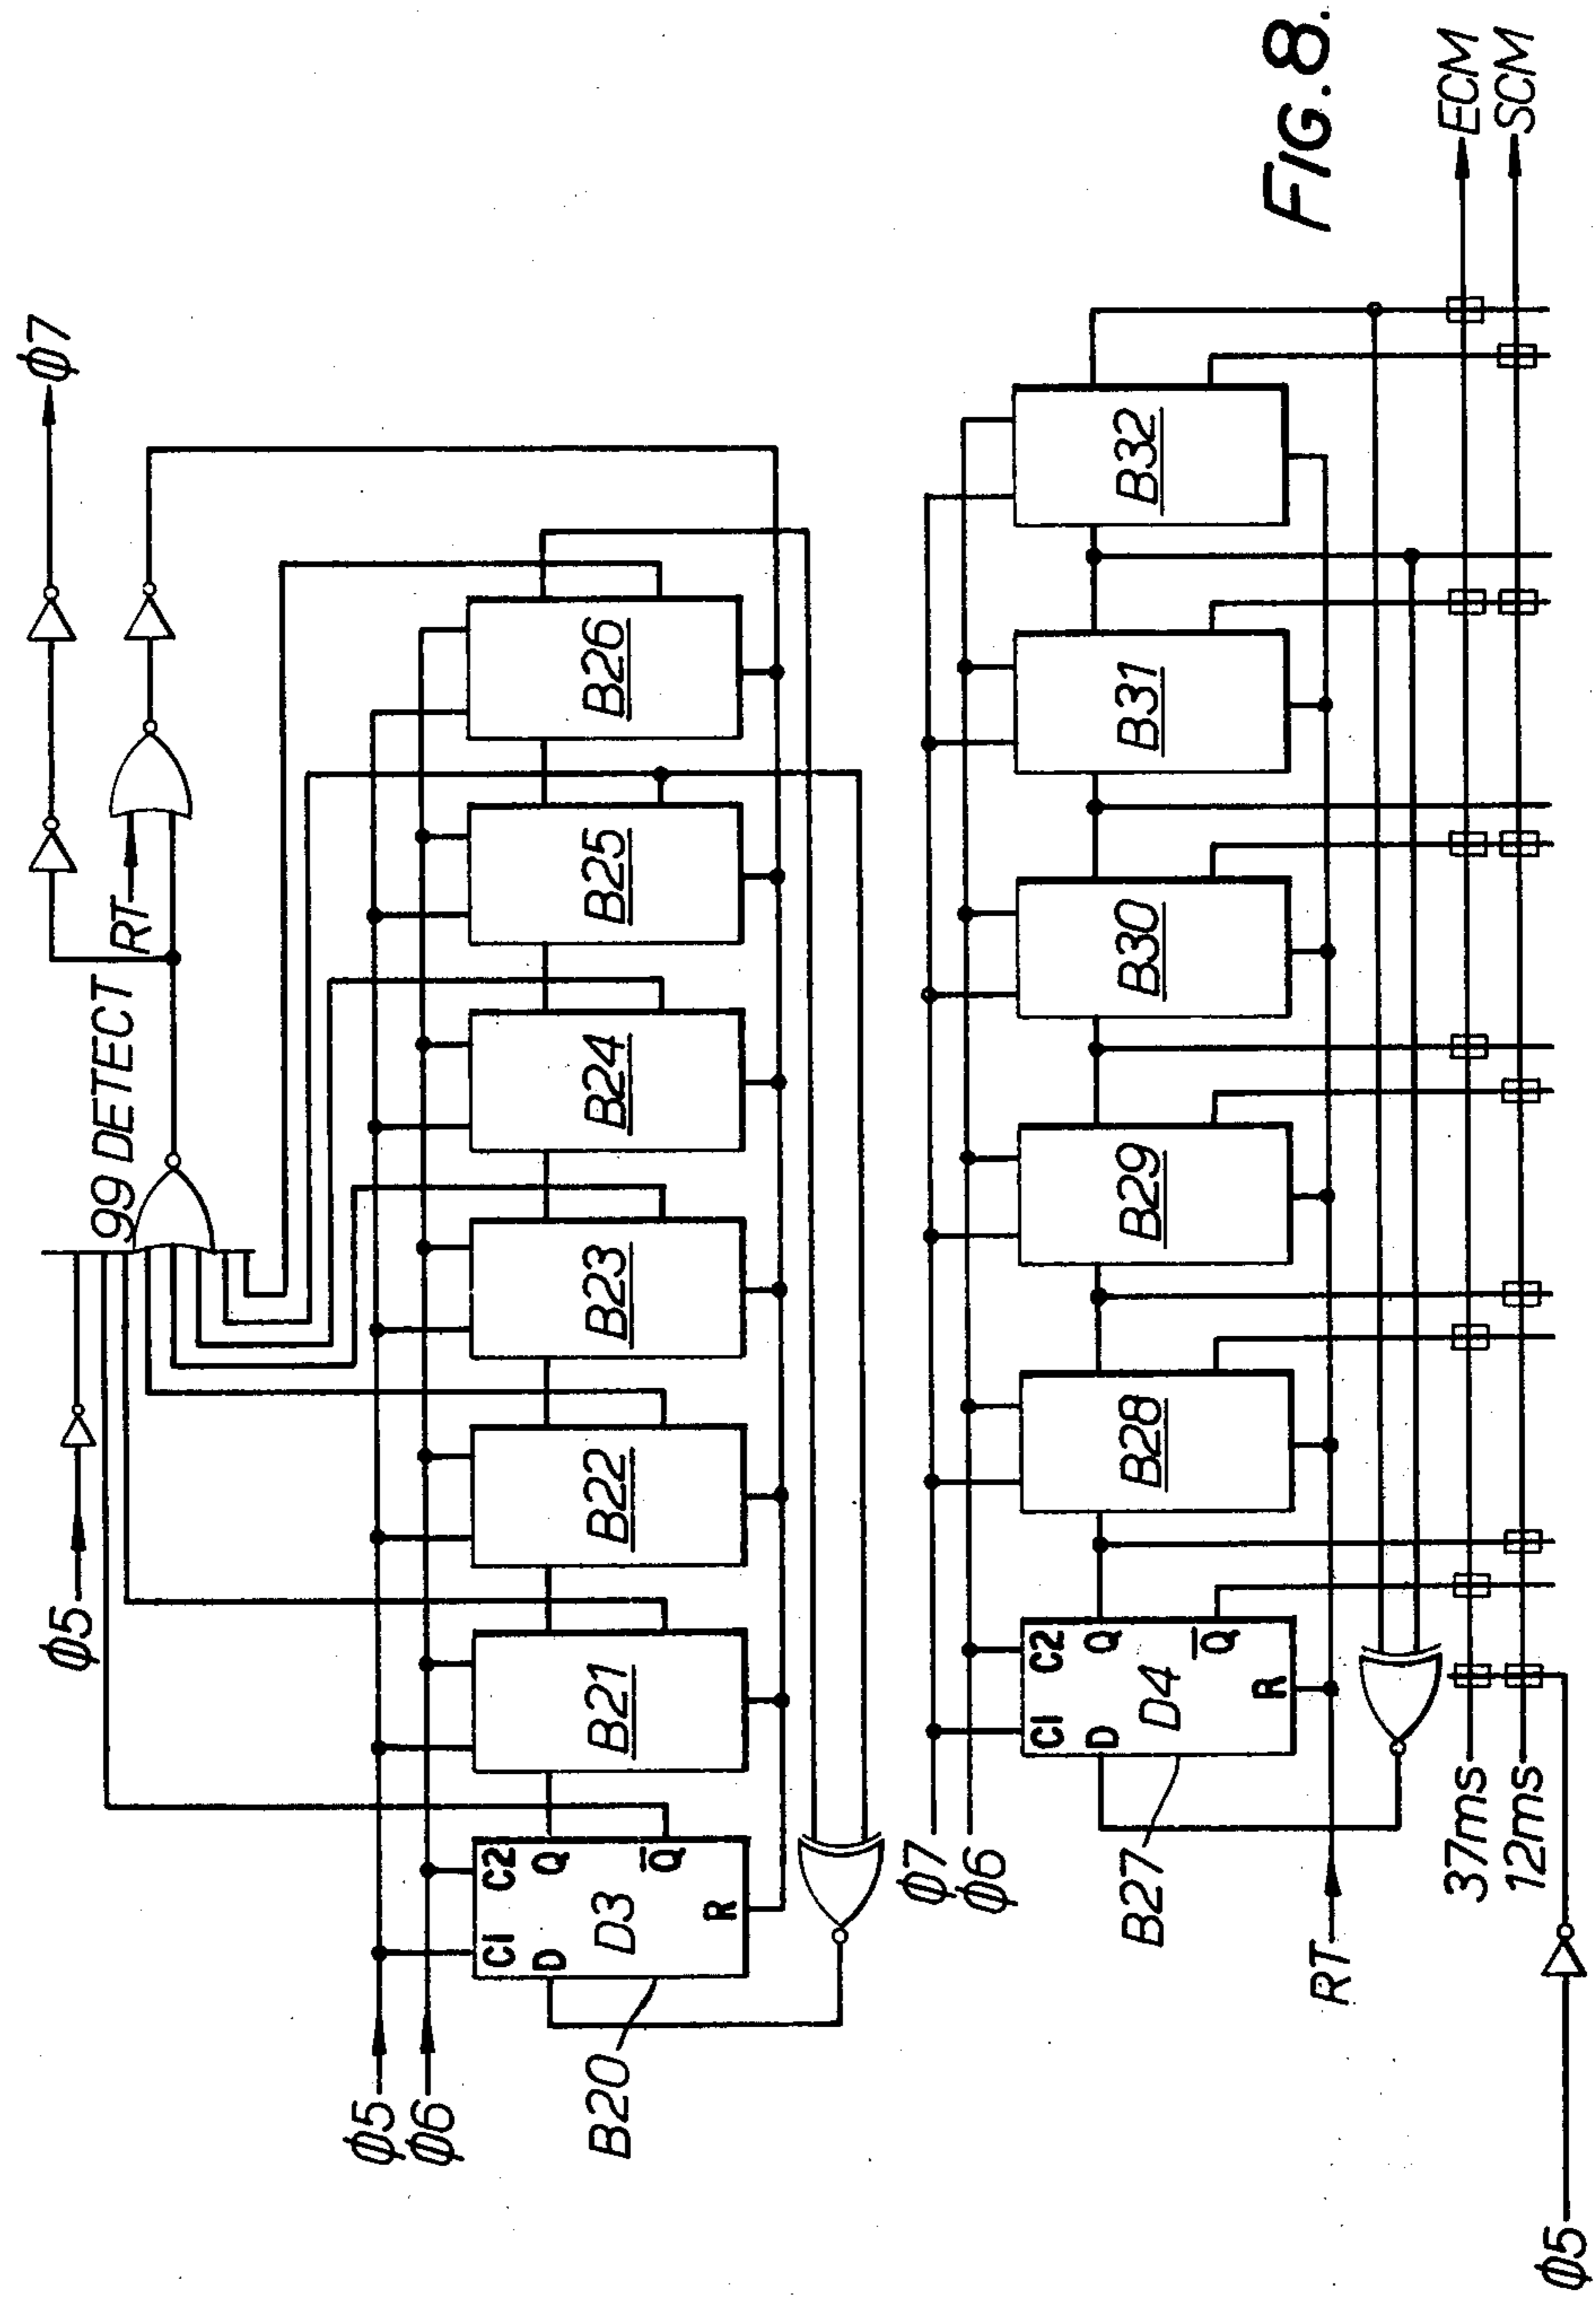 ϕ7
RT
99 DETECT
ϕ5
ϕ5
ϕ6
B20
C1 C2
D Q
D3
Q̅
R
B21
B22
B23
B24
B25
B26
ϕ7
ϕ6
B27
C1 C2
D Q
D4
Q̅
R
B28
B29
B30
B31
B32
RT
37ms
12ms
ϕ5
ECM
SCM
FIG. 8.